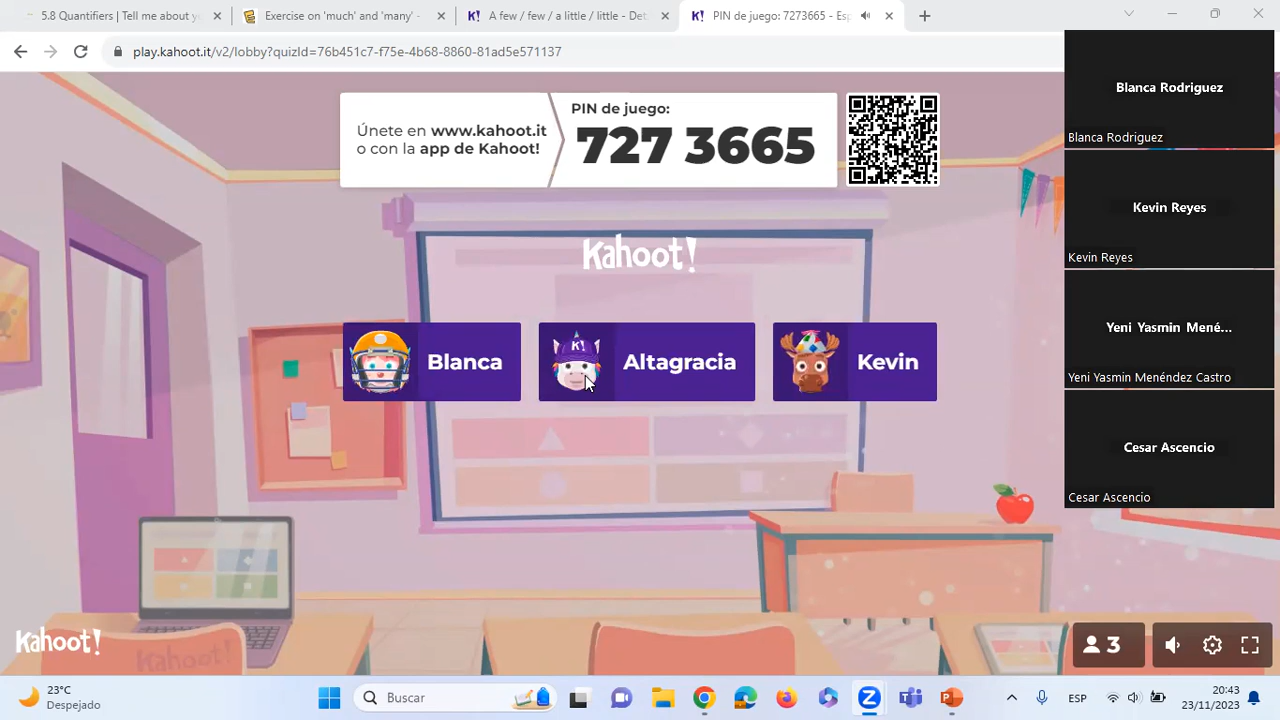 5.8 Quantifiers | Tell me about yo
Exercise on 'much' and 'many' -
K! A few / few / a little / little - Det
K! PIN de juego: 7273665 - Esp
play.kahoot.it/v2/lobby?quizId=76b451c7-f75e-4b68-8860-81ad5e571137
Únete en www.kahoot.it
o con la app de Kahoot!
PIN de juego:
727 3665
Kahoot!
Blanca
K!
Altagracia
Kevin
Blanca Rodriguez
Blanca Rodriguez
Kevin Reyes
Kevin Reyes
Yeni Yasmin Mené...
Yeni Yasmin Menéndez Castro
Cesar Ascencio
Cesar Ascencio
Kahoot!
Kahoot!
3
23°C
Despejado
Buscar
ESP
20:43
23/11/2023